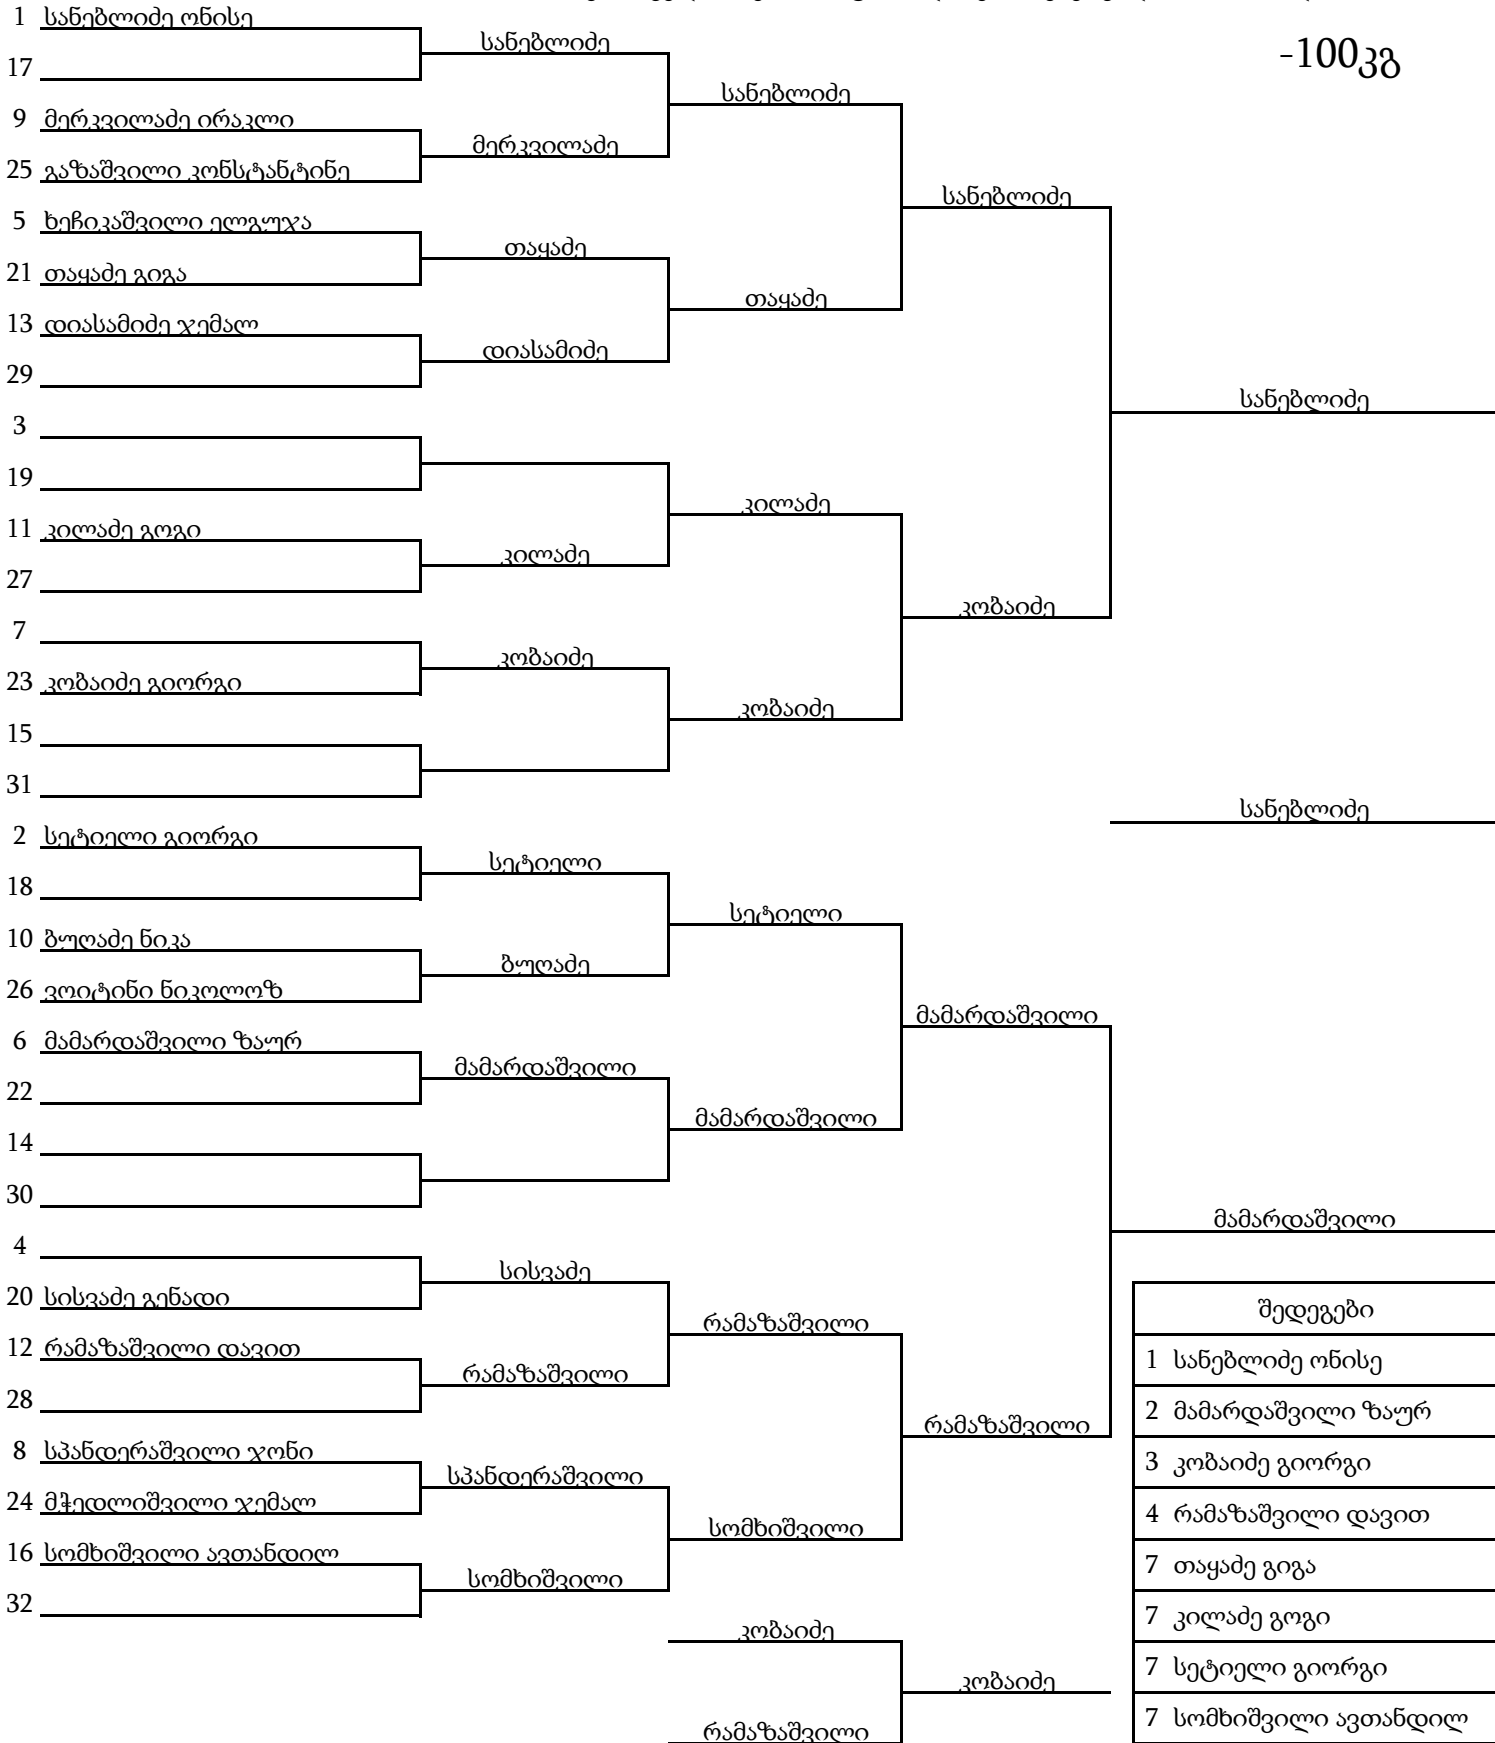 -100კგ
1 სანებლიძე ონისე
სანებლიძე
17
სანებლიძე
9 მერკვილაძე ირაკლი
მერკვილაძე
25 გაზაშვილი კონსტანტინე
სანებლიძე
5 ხეჩიკაშვილი ელგუჯა
თაყაძე
21 თაყაძე გიგა
თაყაძე
13 დიასამიძე ჯემალ
დიასამიძე
29
სანებლიძე
3
19
კილაძე
11 კილაძე გოგი
კილაძე
27
კობაიძე
7
კობაიძე
23 კობაიძე გიორგი
კობაიძე
15
31
სანებლიძე
2 სეტიელი გიორგი
სეტიელი
18
სეტიელი
10 ბუღაძე ნიკა
ბუღაძე
26 ვოიტინი ნიკოლოზ
მამარდაშვილი
6 მამარდაშვილი ზაურ
მამარდაშვილი
22
მამარდაშვილი
14
30
მამარდაშვილი
4
სისვაძე
20 სისვაძე გენადი
რამაზაშვილი
12 რამაზაშვილი დავით
რამაზაშვილი
28
რამაზაშვილი
8 სპანდერაშვილი ჯონი
სპანდერაშვილი
24 მჭედლიშვილი ჯემალ
სომხიშვილი
16 სომხიშვილი ავთანდილ
სომხიშვილი
32
კობაიძე
კობაიძე
რამაზაშვილი
შედეგები
1 სანებლიძე ონისე
2 მამარდაშვილი ზაურ
3 კობაიძე გიორგი
4 რამაზაშვილი დავით
7 თაყაძე გიგა
7 კილაძე გოგი
7 სეტიელი გიორგი
7 სომხიშვილი ავთანდილ